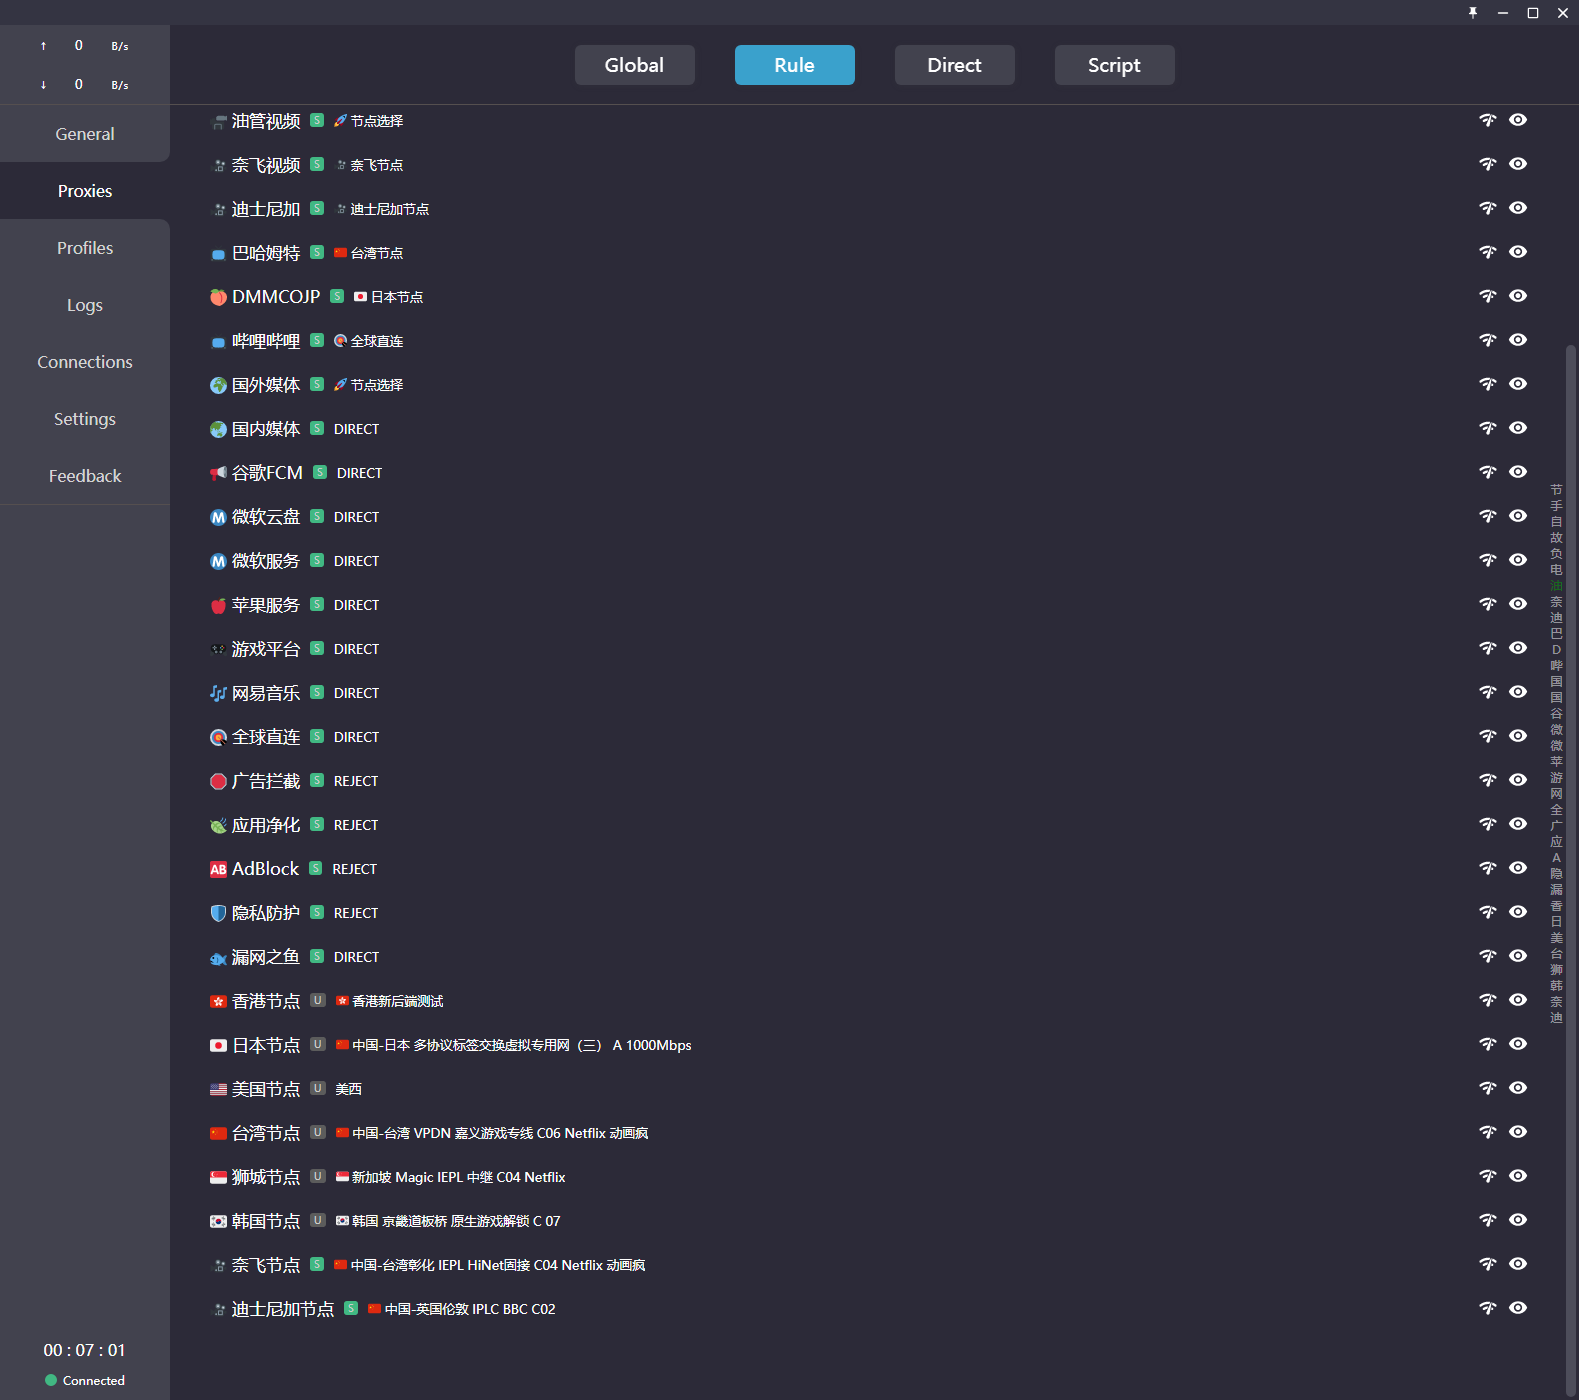 ↑ 0 B/s
↓ 0 B/s
Global Rule Direct Script
General
Proxies
Profiles
Logs
Connections
Settings
Feedback
油管视频 S 节点选择
奈飞视频 S 奈飞节点
迪士尼加 S 迪士尼加节点
巴哈姆特 S 台湾节点
DMMCOJP S 日本节点
哔哩哔哩 S 全球直连
国外媒体 S 节点选择
国内媒体 S DIRECT
谷歌FCM S DIRECT
M 微软云盘 S DIRECT
M 微软服务 S DIRECT
苹果服务 S DIRECT
游戏平台 S DIRECT
网易音乐 S DIRECT
全球直连 S DIRECT
广告拦截 S REJECT
应用净化 S REJECT
AB AdBlock S REJECT
隐私防护 S REJECT
漏网之鱼 S DIRECT
香港节点 U 香港新后端测试
日本节点 U 中国-日本 多协议标签交换虚拟专用网（三） A 1000Mbps
美国节点 U 美西
台湾节点 U 中国-台湾 VPDN 嘉义游戏专线 C06 Netflix 动画疯
狮城节点 U 新加坡 Magic IEPL 中继 C04 Netflix
韩国节点 U 韩国 京畿道板桥 原生游戏解锁 C 07
奈飞节点 S 中国-台湾彰化 IEPL HiNet固接 C04 Netflix 动画疯
迪士尼加节点 S 中国-英国伦敦 IPLC BBC C02
节
手
自
故
负
电
油
奈
迪
巴
D
哔
国
国
谷
微
微
苹
游
网
全
广
应
A
隐
漏
香
日
美
台
狮
韩
奈
迪
00 : 07 : 01
Connected